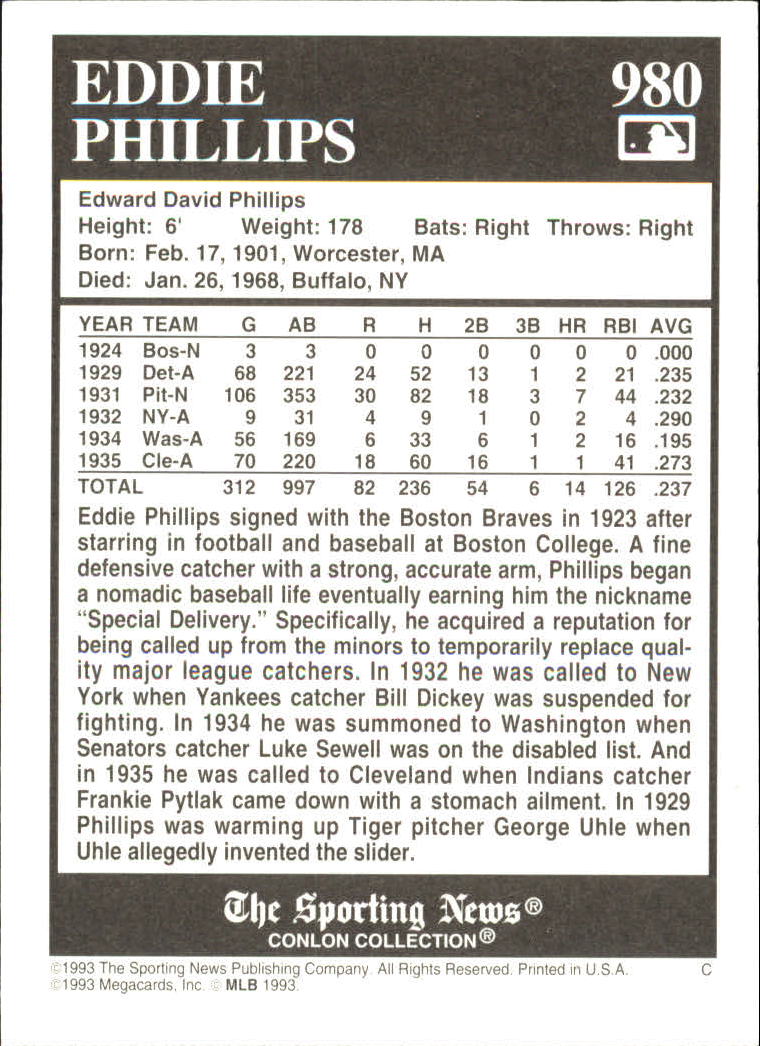 EDDIE 980
PHILLIPS
Edward David Phillips
Height: 6' Weight: 178 Bats: Right Throws: Right
Born: Feb. 17, 1901, Worcester, MA
Died: Jan. 26, 1968, Buffalo, NY
YEAR TEAM G AB R H 2B 3B HR RBI AVG
1924 Bos-N 3 3 0 0 0 0 0 0 .000
1929 Det-A 68 221 24 52 13 1 2 21 .235
1931 Pit-N 106 353 30 82 18 3 7 44 .232
1932 NY-A 9 31 4 9 1 0 2 4 .290
1934 Was-A 56 169 6 33 6 1 2 16 .195
1935 Cle-A 70 220 18 60 16 1 1 41 .273
TOTAL 312 997 82 236 54 6 14 126 .237
Eddie Phillips signed with the Boston Braves in 1923 after
starring in football and baseball at Boston College. A fine
defensive catcher with a strong, accurate arm, Phillips began
a nomadic baseball life eventually earning him the nickname
“Special Delivery.” Specifically, he acquired a reputation for
being called up from the minors to temporarily replace qual-
ity major league catchers. In 1932 he was called to New
York when Yankees catcher Bill Dickey was suspended for
fighting. In 1934 he was summoned to Washington when
Senators catcher Luke Sewell was on the disabled list. And
in 1935 he was called to Cleveland when Indians catcher
Frankie Pytlak came down with a stomach ailment. In 1929
Phillips was warming up Tiger pitcher George Uhle when
Uhle allegedly invented the slider.
The Sporting News®
CONLON COLLECTION®
©1993 The Sporting News Publishing Company. All Rights Reserved. Printed in U.S.A. C
©1993 Megacards, Inc. © MLB 1993.